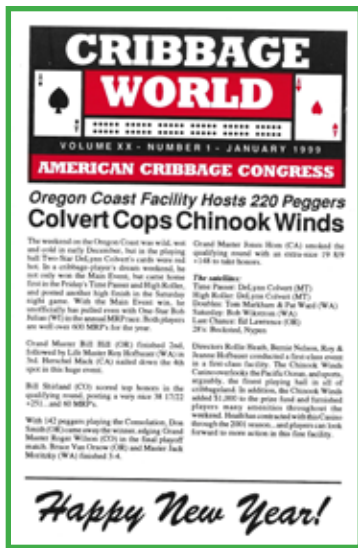 CRIBBAGE
WORLD
VOLUME XX - NUMBER 1 - JANUARY 1999
AMERICAN CRIBBAGE CONGRESS
Oregon Coast Facility Hosts 220 Peggers
Colvert Cops Chinook Winds
The weekend on the Oregon Coast was wild, wet
and cold in early December, but in the playing
hall Two-Star DeLynn Colvert's cards were red
hot. In a cribbage-player's dream weekend, he
not only won the Main Event, but came home
first in the Friday's Time Passer and High Roller,
and posted another high finish in the Saturday
night game. With the Main Event win, he
unofficially has pulled even with One-Star Bob
Julian (WI) in the annual MRP race. Both players
are well over 600 MRP's for the year.
Grand Master Bill Hill (OR) finished 2nd,
followed by Life Master Roy Hofbauer (WA) in
3rd. Herschel Mack (CA) nailed down the 4th
spot in this huge event.
Bill Shirland (CO) scored top honors in the
qualifying round, posting a very nice 38 17/22
+251...and 60 MRP's.
With 142 peggers playing the Consolation, Don
Smith (OR) came away the winner, edging Grand
Master Roger Wilson (CO) in the final playoff
match. Bruce Van Orsow (OR) and Master Jack
Moritsky (WA) finished 3-4.
Grand Master Jones Hom (CA) smoked the
qualifying round with an extra-nice 19 8/9
+148 to take honors.
The satellites:
Time Passer: DeLynn Colvert (MT)
High Roller: DeLynn Colvert (MT)
Doubles: Tom Markham & Pat Ward (WA)
Saturday: Bob Wikstrom (WA)
Last Chance: Ed Lawrence (OR)
28's: Becksted, Nypen
Directors Rollie Heath, Bernie Nelson, Roy &
Jeanne Hofbauer conducted a first-class event
in a first-class facility. The Chinook Winds
Casino overlooks the Pacific Ocean, and sports,
arguably, the finest playing hall in all of
cribbageland. In addition, the Chinook Winds
added $1,000 to the prize fund and furnished
players many amenities throughout the
weekend. Heath has contracted with this Casino
through the 2001 season...and players can look
forward to more action in this fine facility.
Happy New Year!